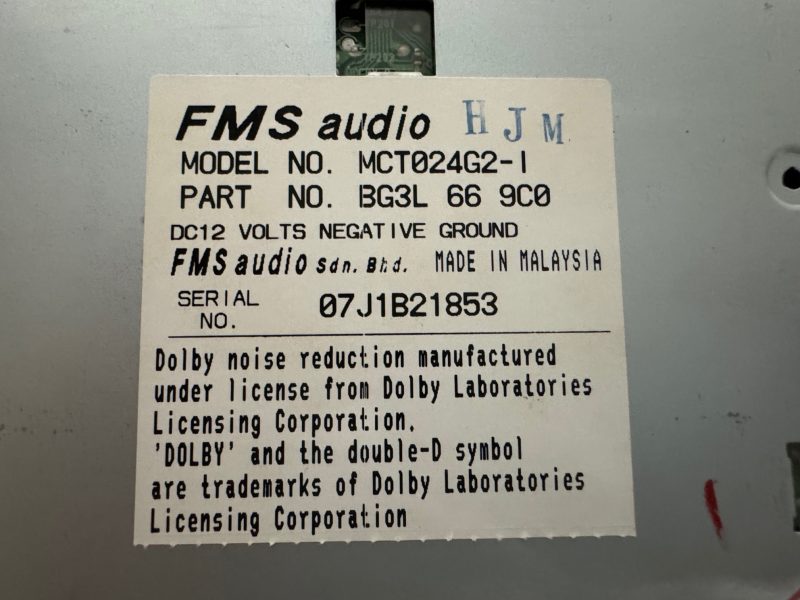 FMS audio HJM
MODEL NO. MCT024G2-I
PART NO. BG3L 66 9C0
DC12 VOLTS NEGATIVE GROUND
FMS audio Sdn. Bhd. MADE IN MALAYSIA
SERIAL NO. 07J1B21853
Dolby noise reduction manufactured
under license from Dolby Laboratories
Licensing Corporation.
'DOLBY' and the double-D symbol
are trademarks of Dolby Laboratories
Licensing Corporation